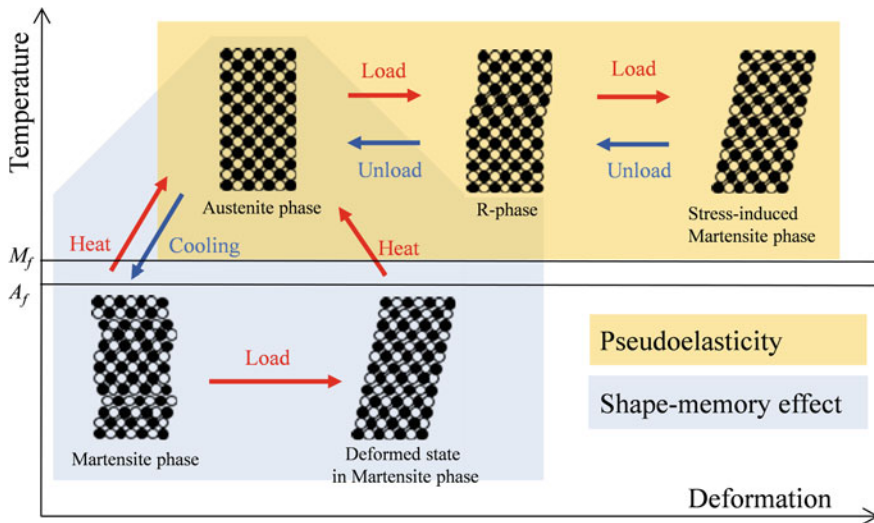 Temperature
Load
Load
Unload
Unload
Austenite phase
R-phase
Stress-induced
Martensite phase
Heat
Cooling
Heat
Mf
Af
Load
Pseudoelasticity
Shape-memory effect
Martensite phase
Deformed state
in Martensite phase
Deformation